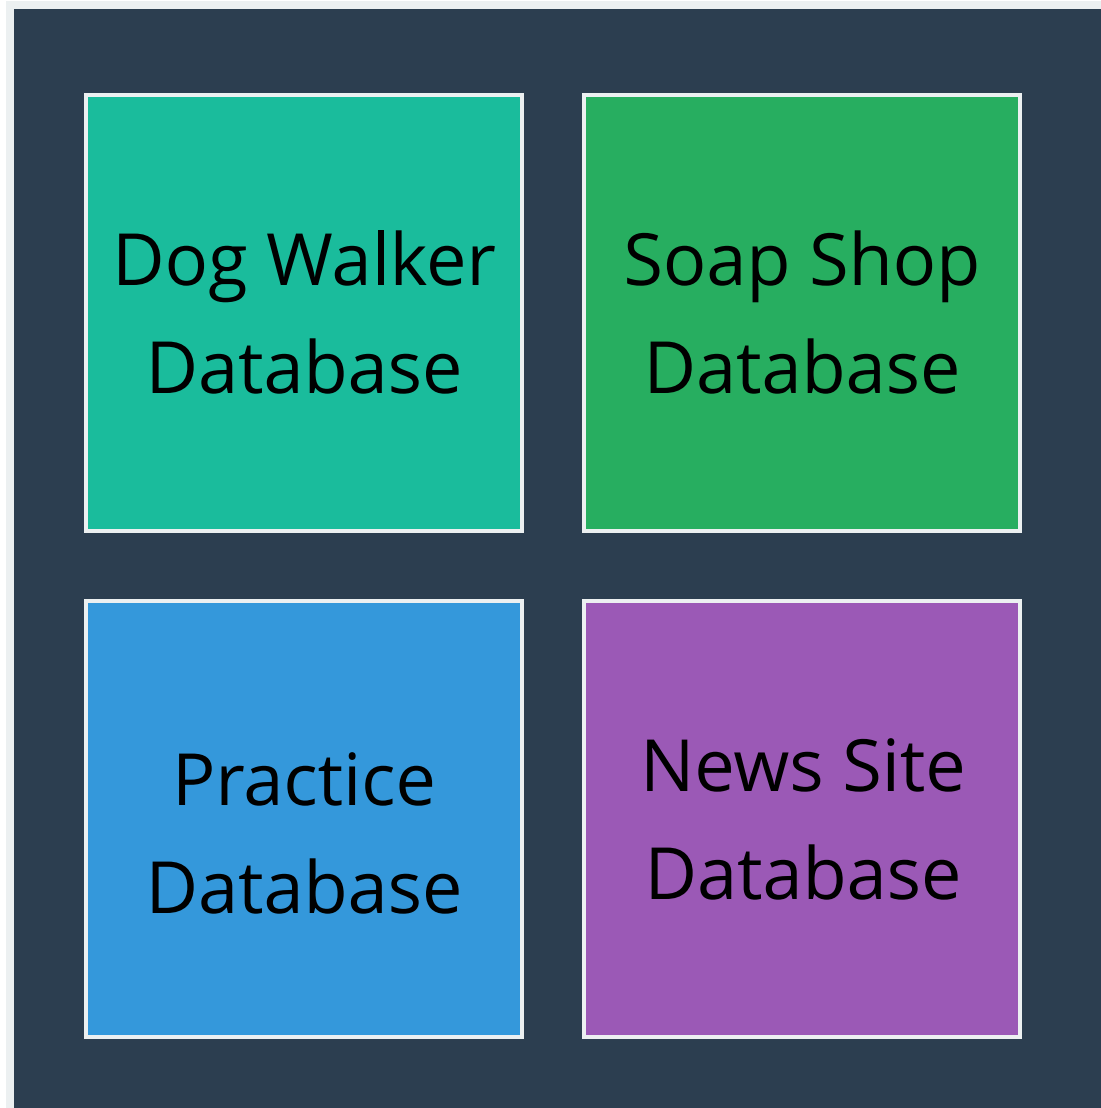 Dog Walker
Database
Soap Shop
Database
Practice
Database
News Site
Database